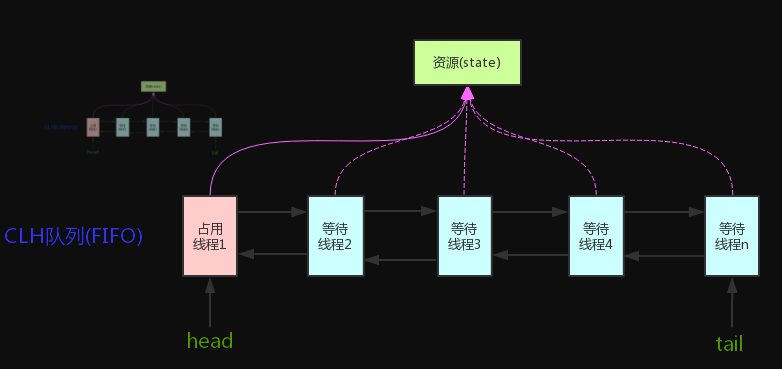 资源(state)
CLH队列(FIFO)
占用
线程1
等待
线程2
等待
线程3
等待
线程4
等待
线程n
head
tail